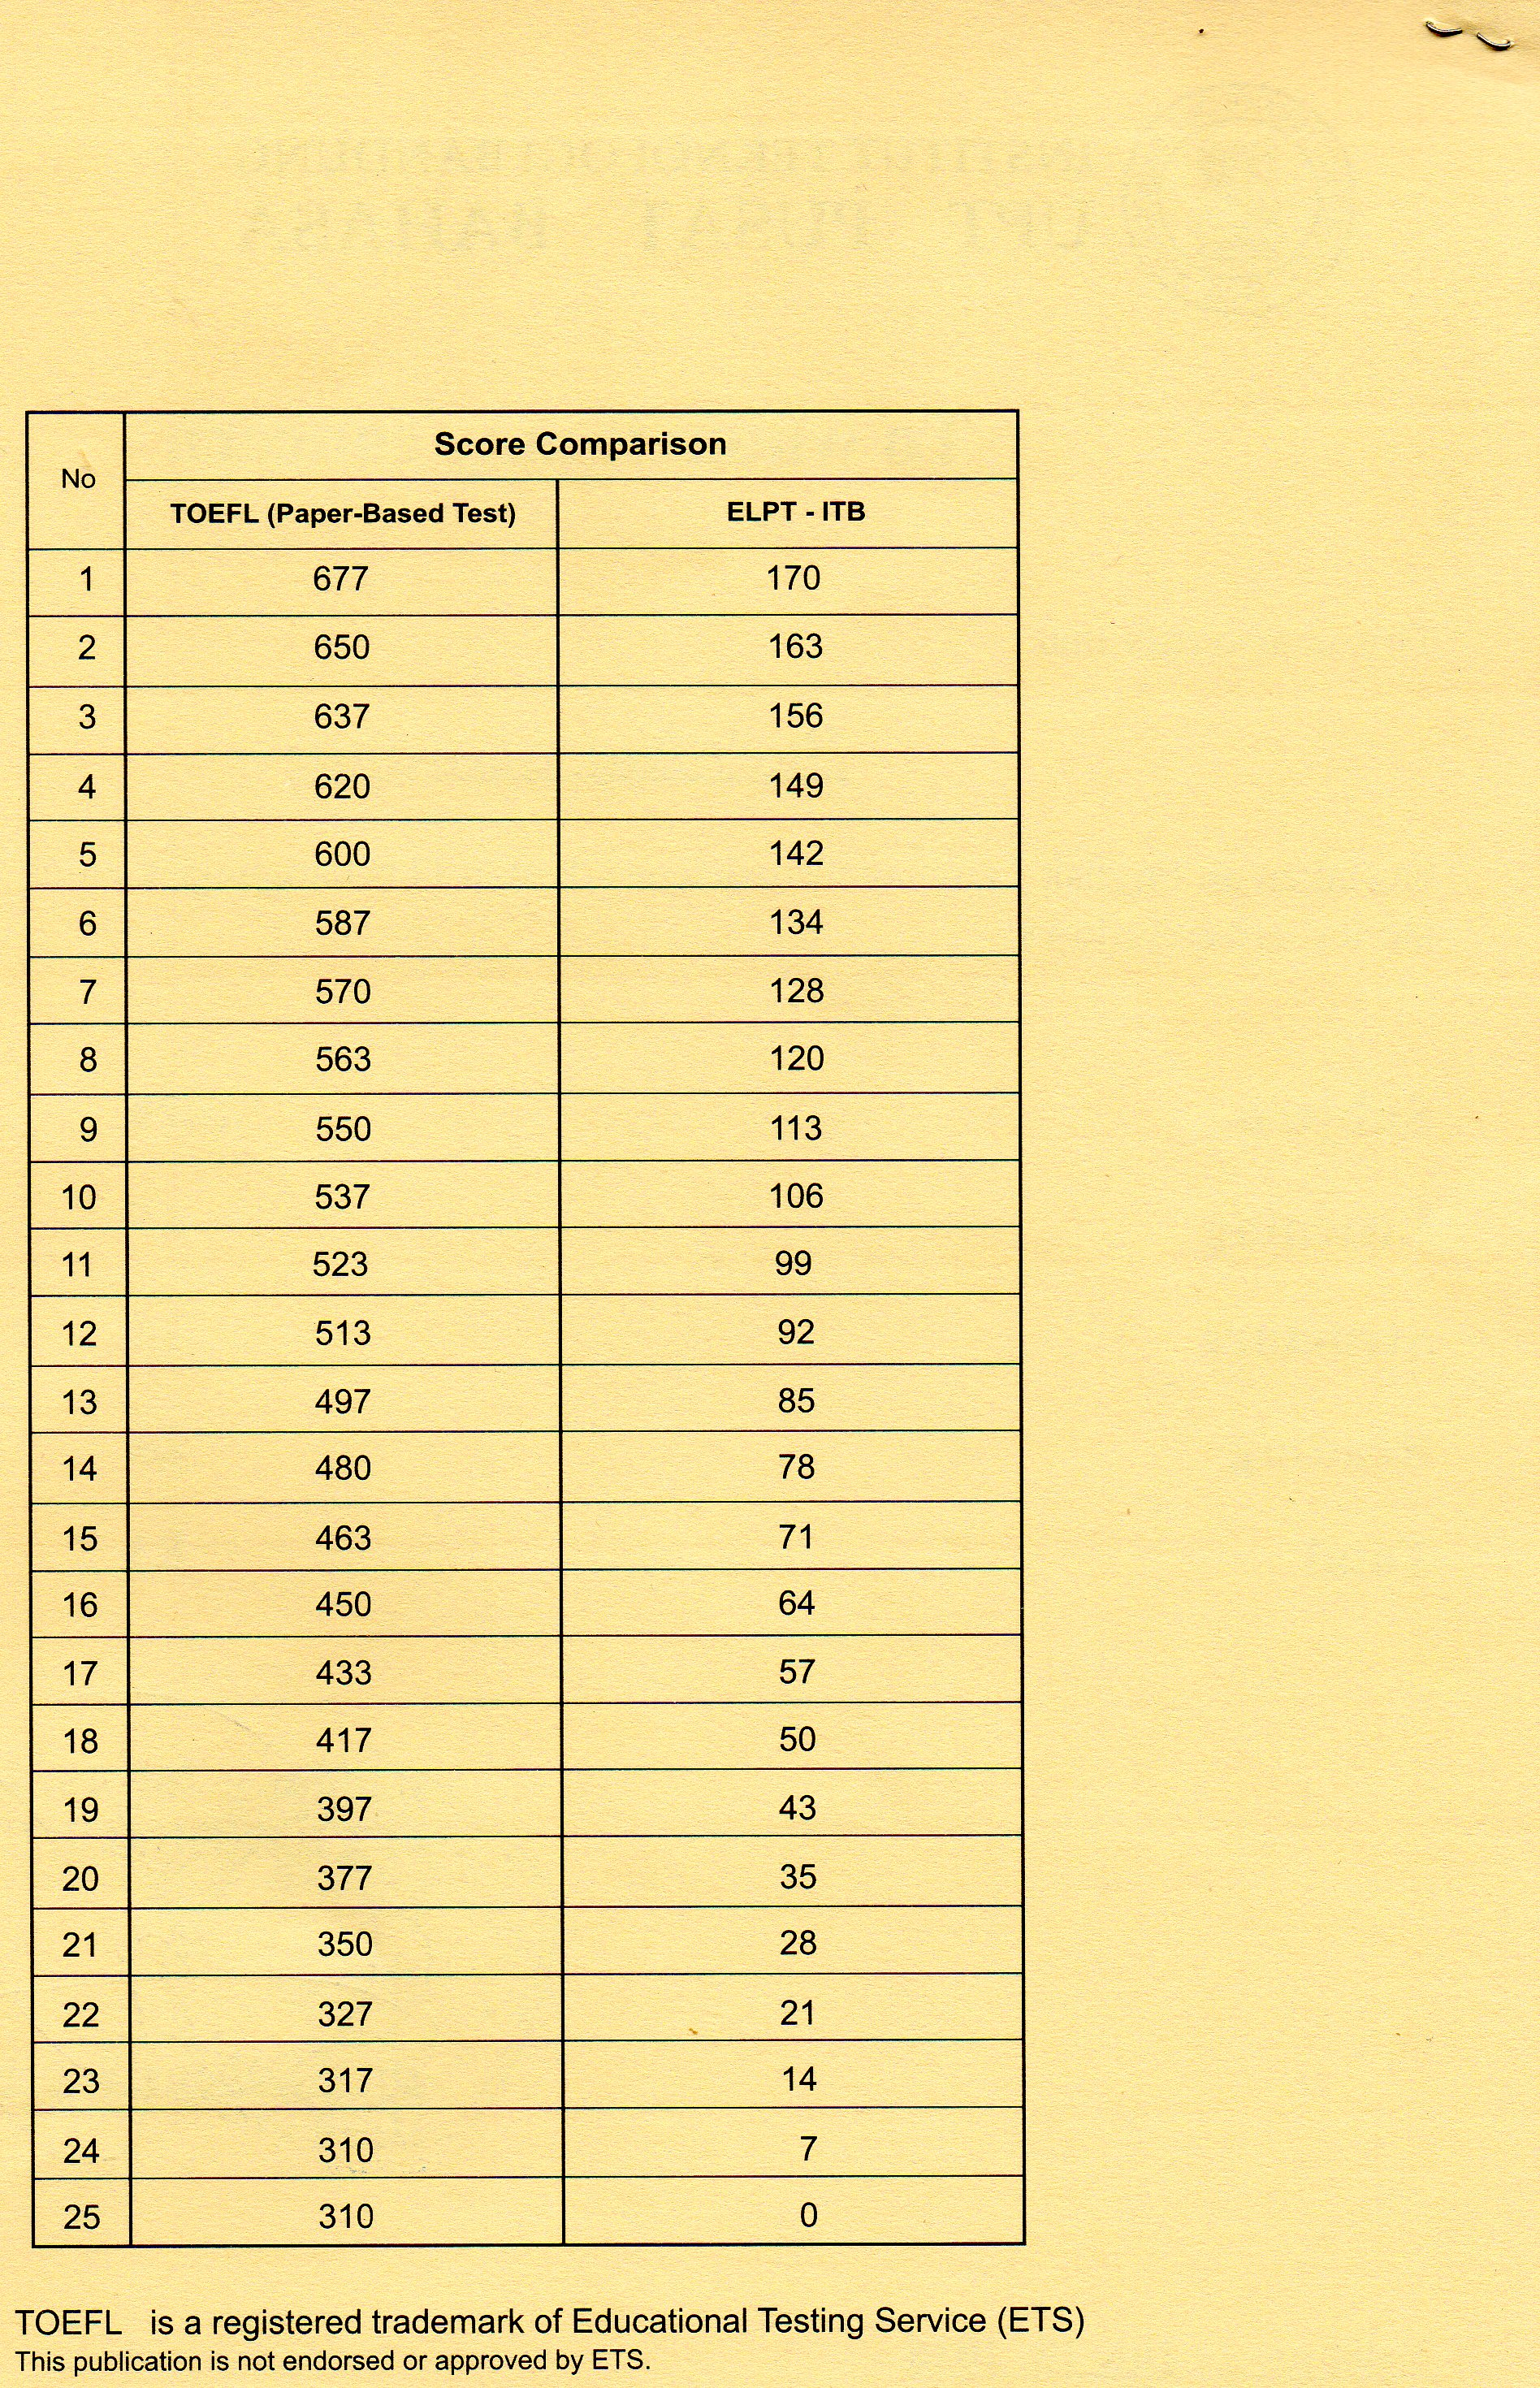 Score Comparison
No
TOEFL (Paper-Based Test) ELPT - ITB
1 677 170
2 650 163
3 637 156
4 620 149
5 600 142
6 587 134
7 570 128
8 563 120
9 550 113
10 537 106
11 523 99
12 513 92
13 497 85
14 480 78
15 463 71
16 450 64
17 433 57
18 417 50
19 397 43
20 377 35
21 350 28
22 327 21
23 317 14
24 310 7
25 310 0
TOEFL is a registered trademark of Educational Testing Service (ETS)
This publication is not endorsed or approved by ETS.